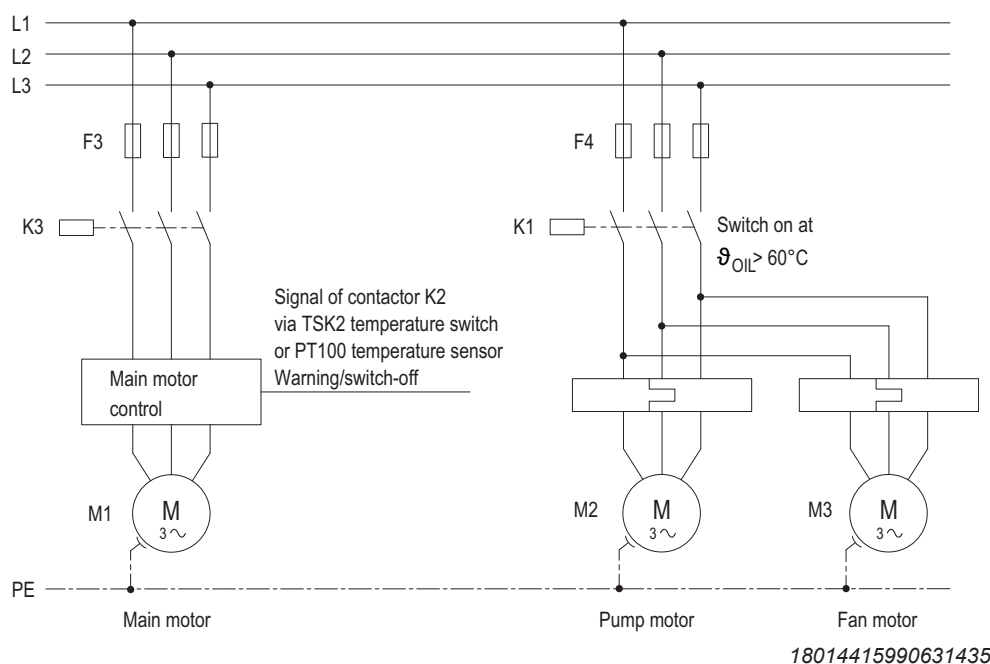 L1
L2
L3
F3
F4
K3
K1
Switch on at
ϑOIL> 60°C
Signal of contactor K2
via TSK2 temperature switch
or PT100 temperature sensor
Warning/switch-off
Main motor
control
M1
M
3
M2
M
3
M3
M
3
PE
Main motor
Pump motor
Fan motor
18014415990631435